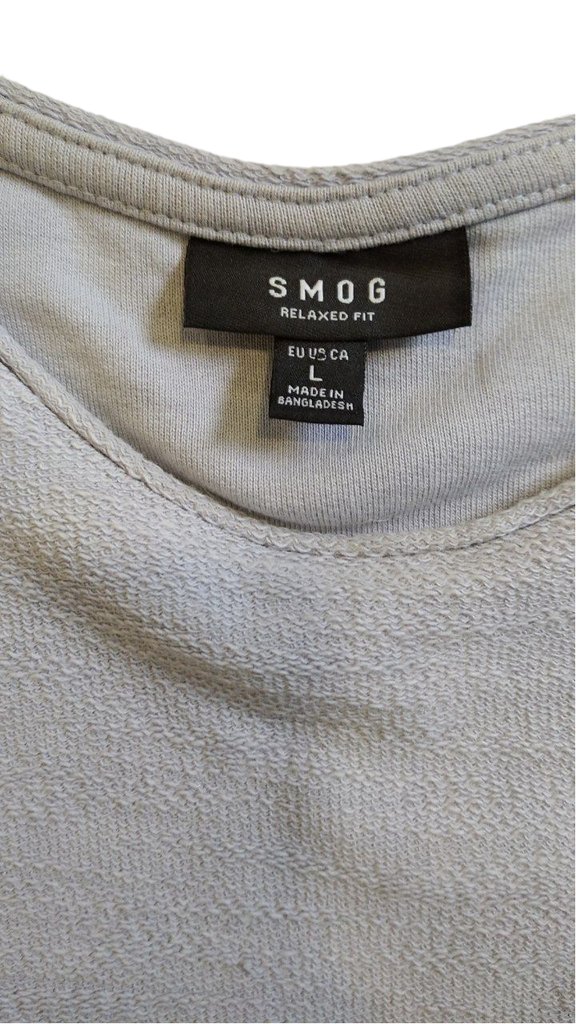 SMOG
RELAXED FIT
EU US CA
L
MADE IN
BANGLADESH